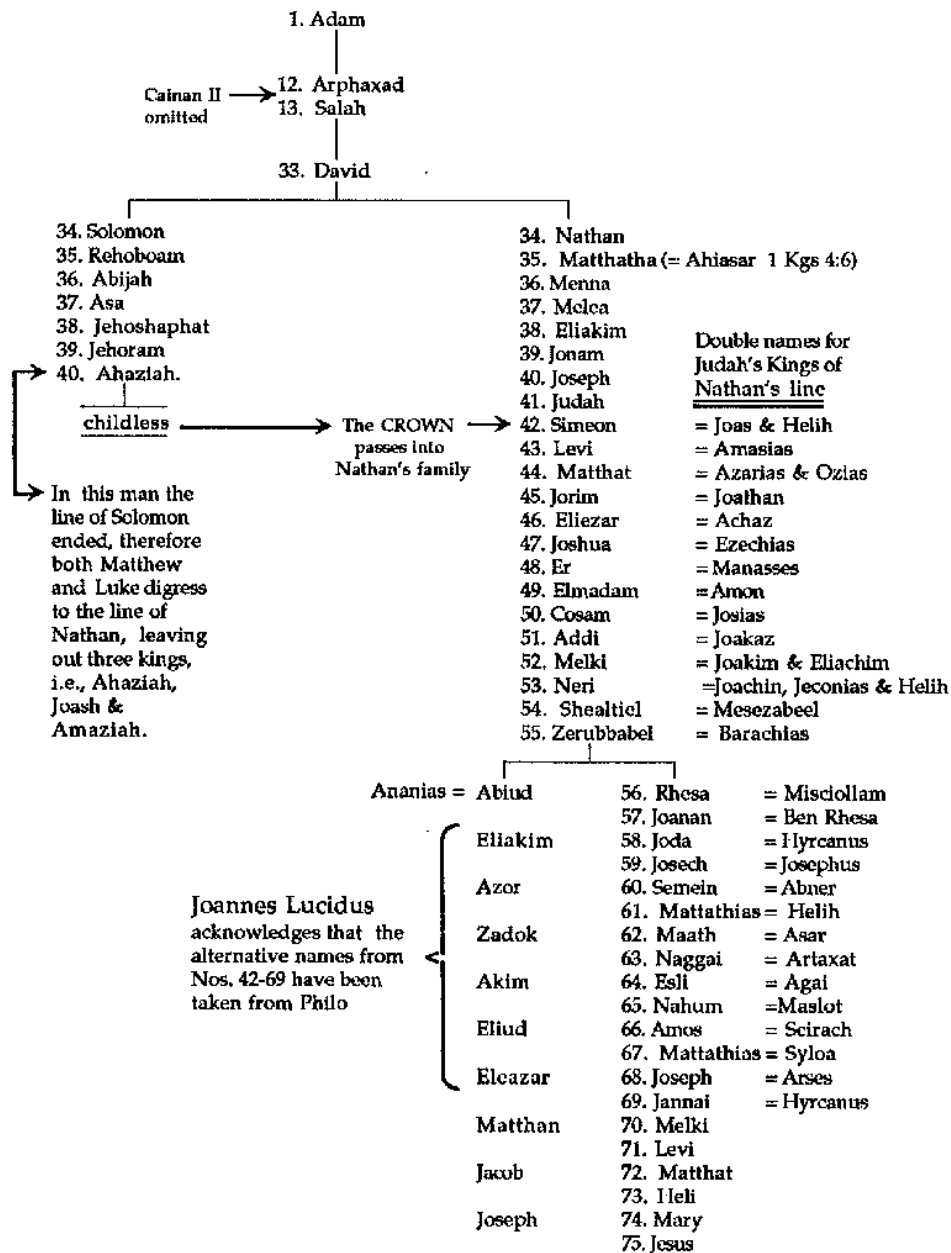 1. Adam
Cainan II
omitted
12. Arphaxad
13. Salah
33. David
34. Solomon
35. Rehoboam
36. Abijah
37. Asa
38. Jehoshaphat
39. Jehoram
40. Ahaziah.
childless
In this man the
line of Solomon
ended, therefore
both Matthew
and Luke digress
to the line of
Nathan, leaving
out three kings,
i.e., Ahaziah,
Joash &
Amaziah.
The CROWN
passes into
Nathan's family
34. Nathan
35. Matthatha (= Ahiasar 1 Kgs 4:6)
36. Menna
37. Melea
38. Eliakim
39. Jonam
40. Joseph
41. Judah
Double names for
Judah's Kings of
Nathan's line
42. Simeon = Joas & Helih
43. Levi = Amasias
44. Matthat = Azarias & Ozias
45. Jorim = Joathan
46. Eliezar = Achaz
47. Joshua = Ezechias
48. Er = Manasses
49. Elmadam = Amon
50. Cosam = Josias
51. Addi = Joakaz
52. Melki = Joakim & Eliachim
53. Neri =Joachin, Jeconias & Helih
54. Shealtiel = Mesezabeel
55. Zerubbabel = Barachias
Ananias = Abiud 56. Rhesa = Misciollam
57. Joanan = Ben Rhesa
Eliakim 58. Joda = Hyrcanus
59. Josech = Josephus
Azor 60. Semein = Abner
61. Mattathias = Helih
Zadok 62. Maath = Asar
63. Naggai = Artaxat
Akim 64. Esli = Agai
65. Nahum =Maslot
Eliud 66. Amos = Scirach
67. Mattathias = Syloa
Eleazar 68. Joseph = Arses
69. Jannai = Hyrcanus
Joannes Lucidus
acknowledges that the
alternative names from
Nos. 42-69 have been
taken from Philo
Matthan 70. Melki
71. Levi
Jacob 72. Matthat
73. Heli
Joseph 74. Mary
75. Jesus